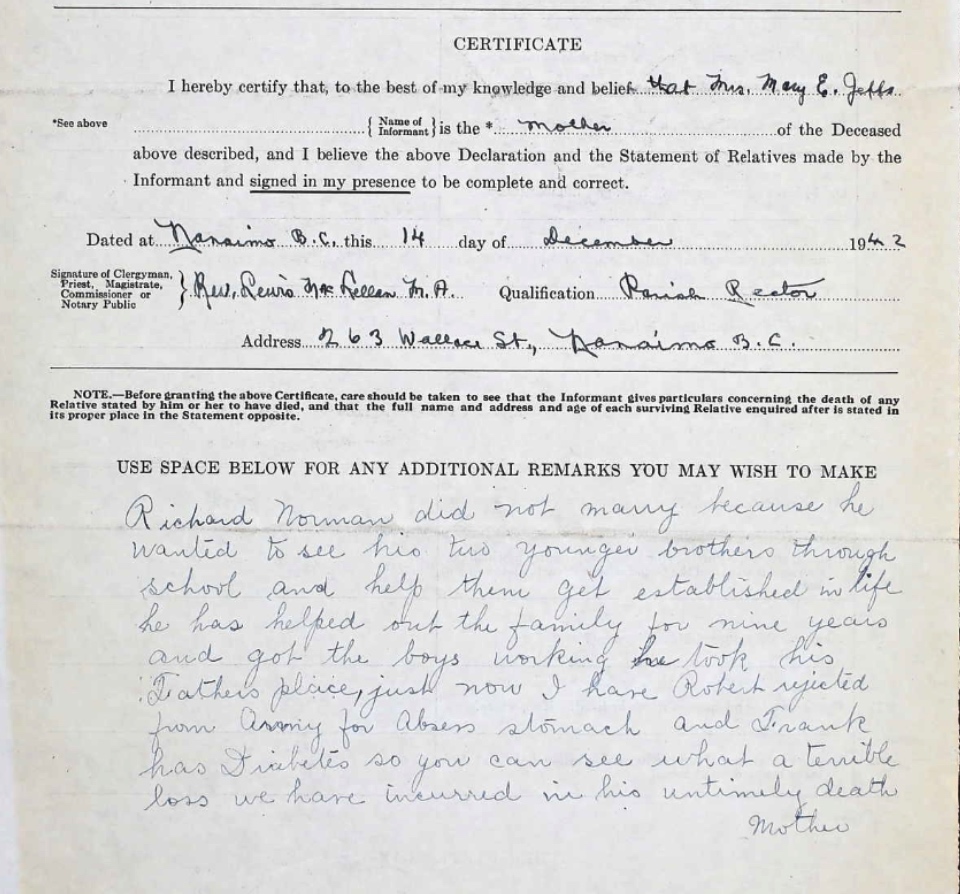 CERTIFICATE
I hereby certify that, to the best of my knowledge and belief that Mrs. Mary E. Jeffs
*See above { Name of Informant } is the * mother of the Deceased
above described, and I believe the above Declaration and the Statement of Relatives made by the
Informant and signed in my presence to be complete and correct.
Dated at Nanaimo B.C. this 14 day of December 1942
Signature of Clergyman, Priest, Magistrate, Commissioner or Notary Public } Rev. Lewis McLellan M.A. Qualification Parish Rector
Address 263 Wallace St., Nanaimo B.C.
NOTE.—Before granting the above Certificate, care should be taken to see that the Informant gives particulars concerning the death of any
Relative stated by him or her to have died, and that the full name and address and age of each surviving Relative enquired after is stated in
its proper place in the Statement opposite.
USE SPACE BELOW FOR ANY ADDITIONAL REMARKS YOU MAY WISH TO MAKE
Richard Norman did not marry because he
wanted to see his two younger brothers through
school and help them get established in life
he has helped out the family for nine years
and got the boys working he took his
Fathers place, just now I have Robert rejected
from Army for Absess stomach and Frank
has Diabetes so you can see what a terrible
loss we have incurred in his untimely death
Mother